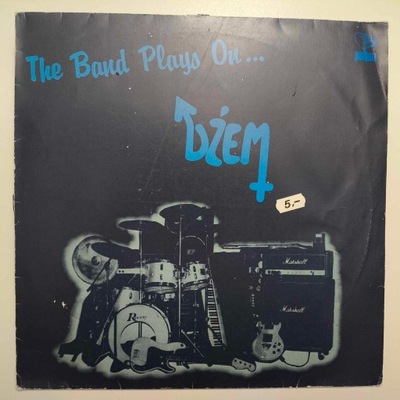 The Band Plays On...
DŻEM
5,-
Marshall
Marshall